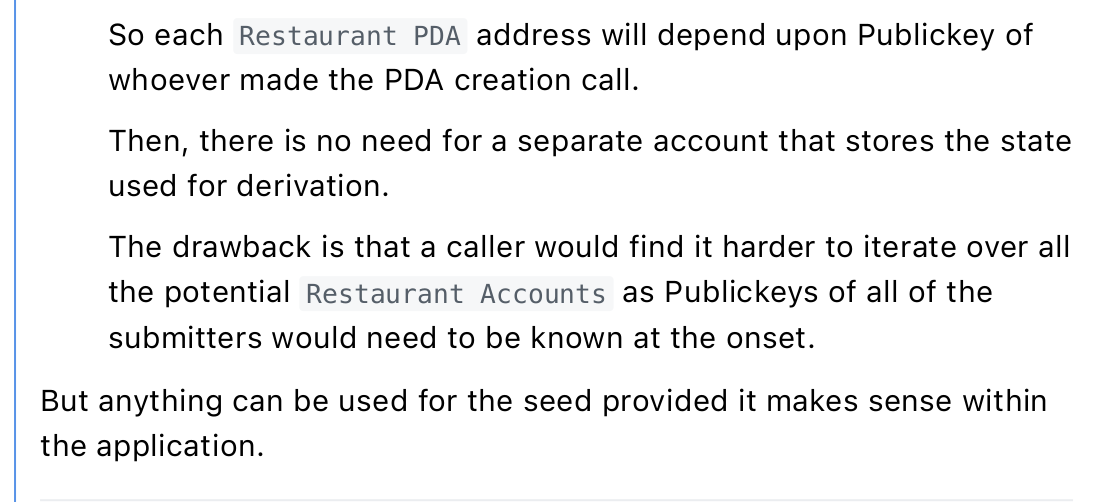 So each Restaurant PDA address will depend upon Publickey of
whoever made the PDA creation call.
Then, there is no need for a separate account that stores the state
used for derivation.
The drawback is that a caller would find it harder to iterate over all
the potential Restaurant Accounts as Publickeys of all of the
submitters would need to be known at the onset.
But anything can be used for the seed provided it makes sense within
the application.